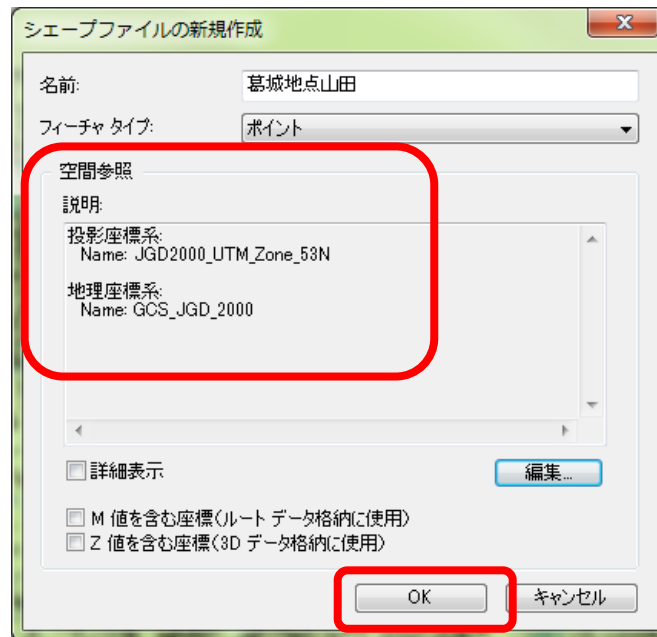 シェープファイルの新規作成
名前:
葛城地点山田
フィーチャ タイプ:
ポイント
空間参照
説明:
投影座標系:
Name: JGD2000_UTM_Zone_53N
地理座標系:
Name: GCS_JGD_2000
詳細表示
編集...
M 値を含む座標(ルート データ格納に使用)
Z 値を含む座標(3D データ格納に使用)
OK
キャンセル